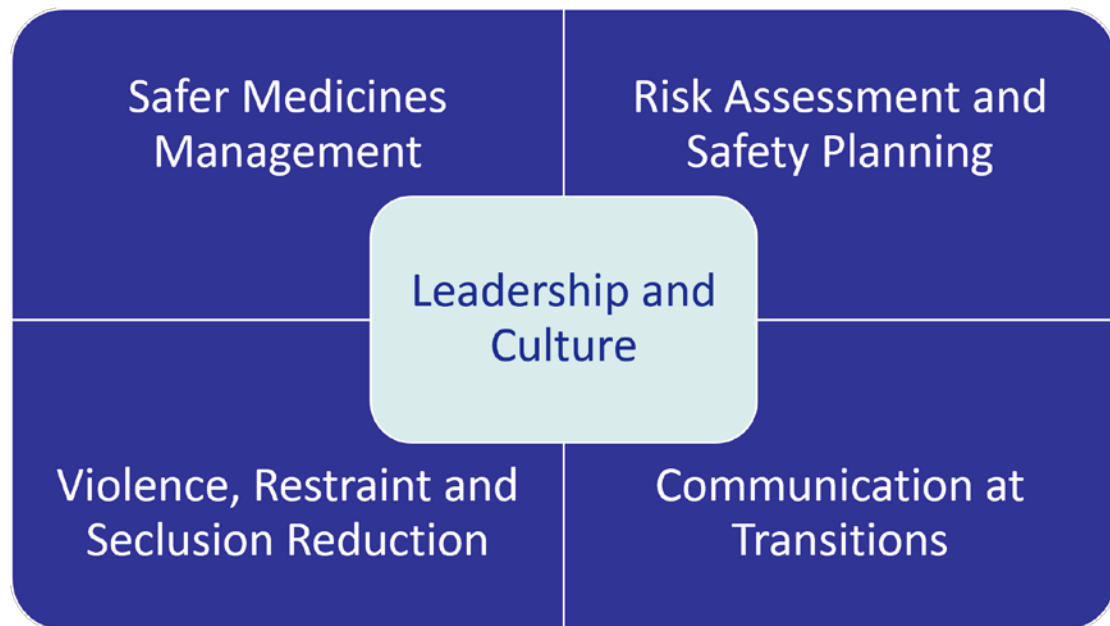 Safer Medicines
Management
Risk Assessment and
Safety Planning
Leadership and
Culture
Violence, Restraint and
Seclusion Reduction
Communication at
Transitions